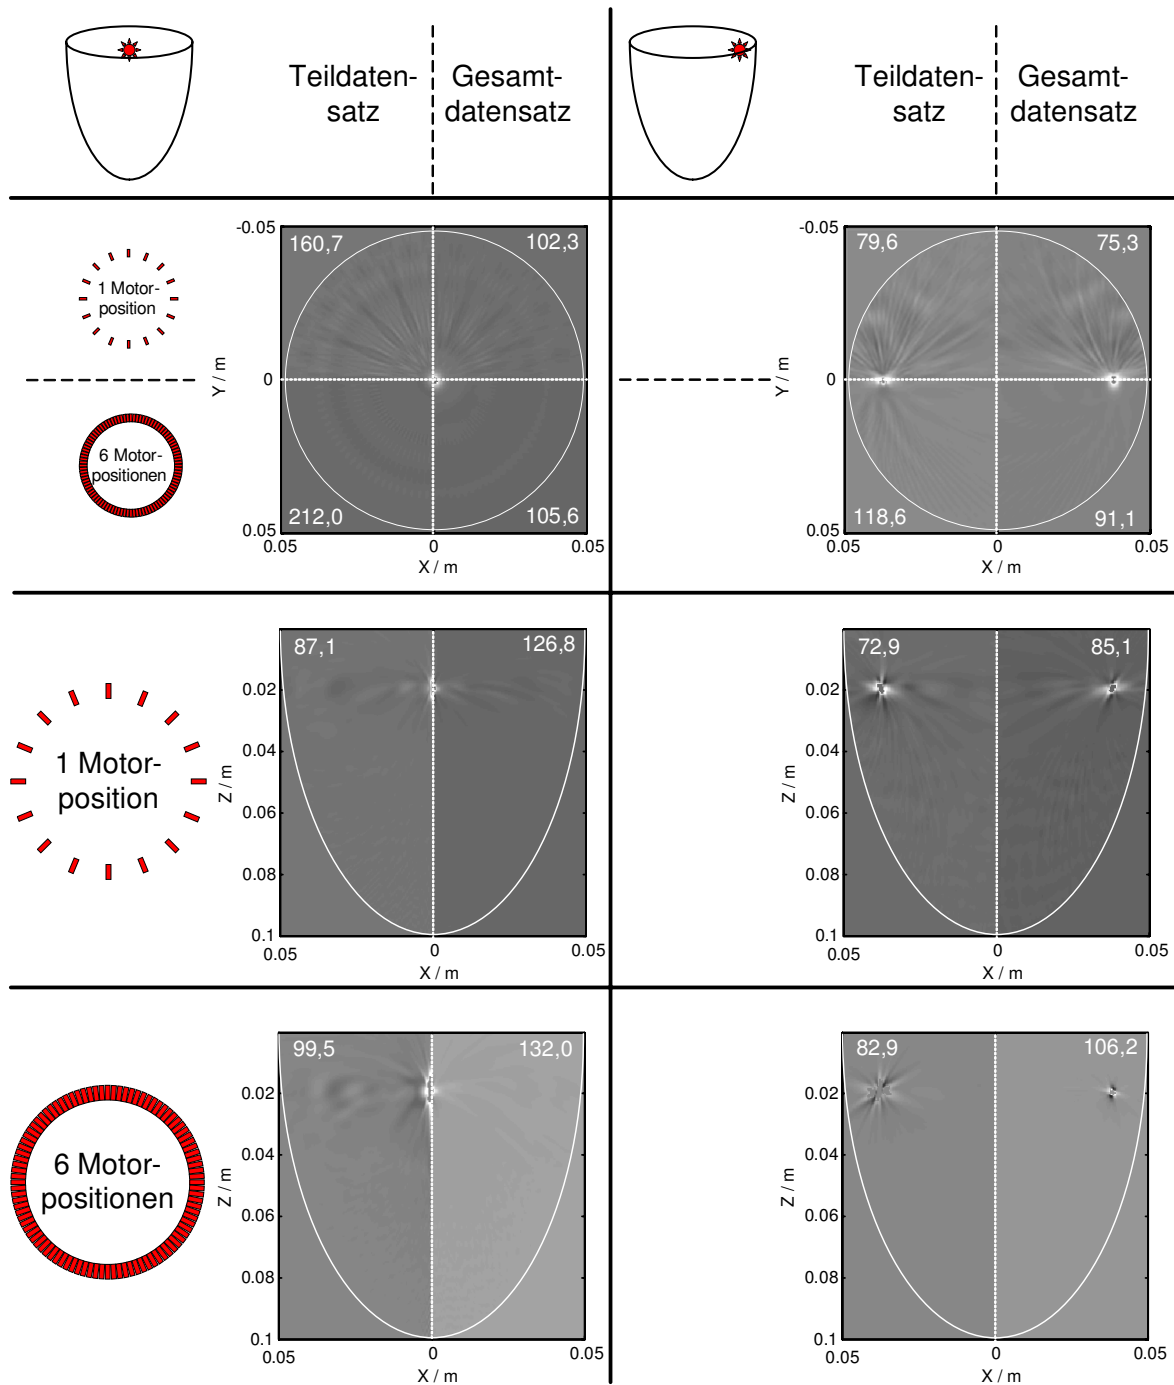 Teildaten-
satz
Gesamt-
datensatz
Teildaten-
satz
Gesamt-
datensatz
1 Motor-
position
6 Motor-
positionen
-0.05
0
0.05
Y / m
160,7
102,3
212,0
105,6
0.05
0
0.05
X / m
-0.05
0
0.05
Y / m
79,6
75,3
118,6
91,1
0.05
0
0.05
X / m
1 Motor-
position
87,1
126,8
0.02
0.04
0.06
0.08
0.1
Z / m
0.05
0
0.05
X / m
72,9
85,1
0.02
0.04
0.06
0.08
0.1
Z / m
0.05
0
0.05
X / m
6 Motor-
positionen
99,5
132,0
0.02
0.04
0.06
0.08
0.1
Z / m
0.05
0
0.05
X / m
82,9
106,2
0.02
0.04
0.06
0.08
0.1
Z / m
0.05
0
0.05
X / m